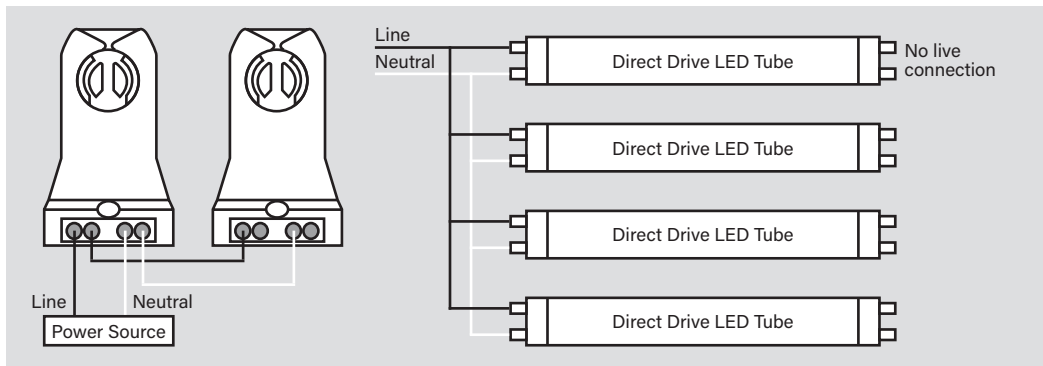 Line
Neutral
Direct Drive LED Tube
No live
connection
Direct Drive LED Tube
Direct Drive LED Tube
Direct Drive LED Tube
Line
Neutral
Power Source